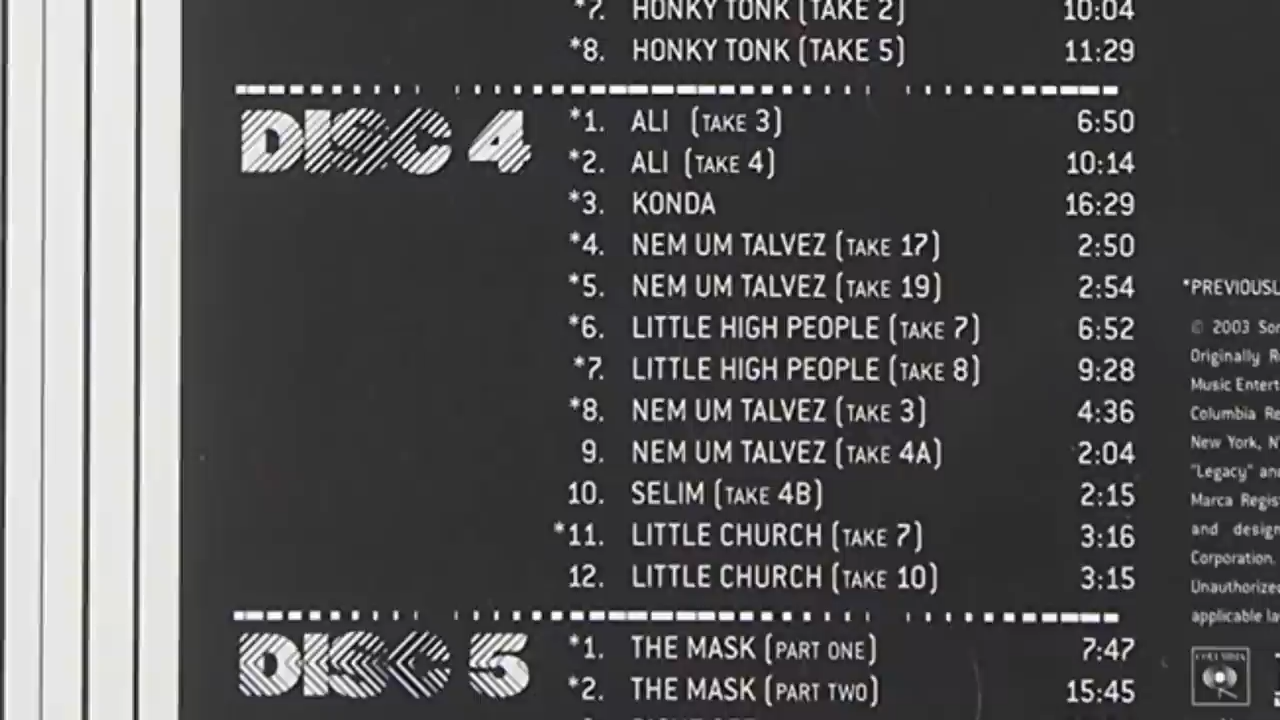 *7. HONKY TONK (TAKE 2) 10:04
*8. HONKY TONK (TAKE 5) 11:29
DISC 4
*1. ALI (TAKE 3) 6:50
*2. ALI (TAKE 4) 10:14
*3. KONDA 16:29
*4. NEM UM TALVEZ (TAKE 17) 2:50
*5. NEM UM TALVEZ (TAKE 19) 2:54
*6. LITTLE HIGH PEOPLE (TAKE 7) 6:52
*7. LITTLE HIGH PEOPLE (TAKE 8) 9:28
*8. NEM UM TALVEZ (TAKE 3) 4:36
9. NEM UM TALVEZ (TAKE 4A) 2:04
10. SELIM (TAKE 4B) 2:15
*11. LITTLE CHURCH (TAKE 7) 3:16
12. LITTLE CHURCH (TAKE 10) 3:15
DISC 5
*1. THE MASK (PART ONE) 7:47
*2. THE MASK (PART TWO) 15:45
*PREVIOUSL
© 2003 Son
Originally R
Music Entert
Columbia Re
New York, N
"Legacy" and
Marca Regis
and design
Corporation.
Unauthorized
applicable la
COLUMBIA